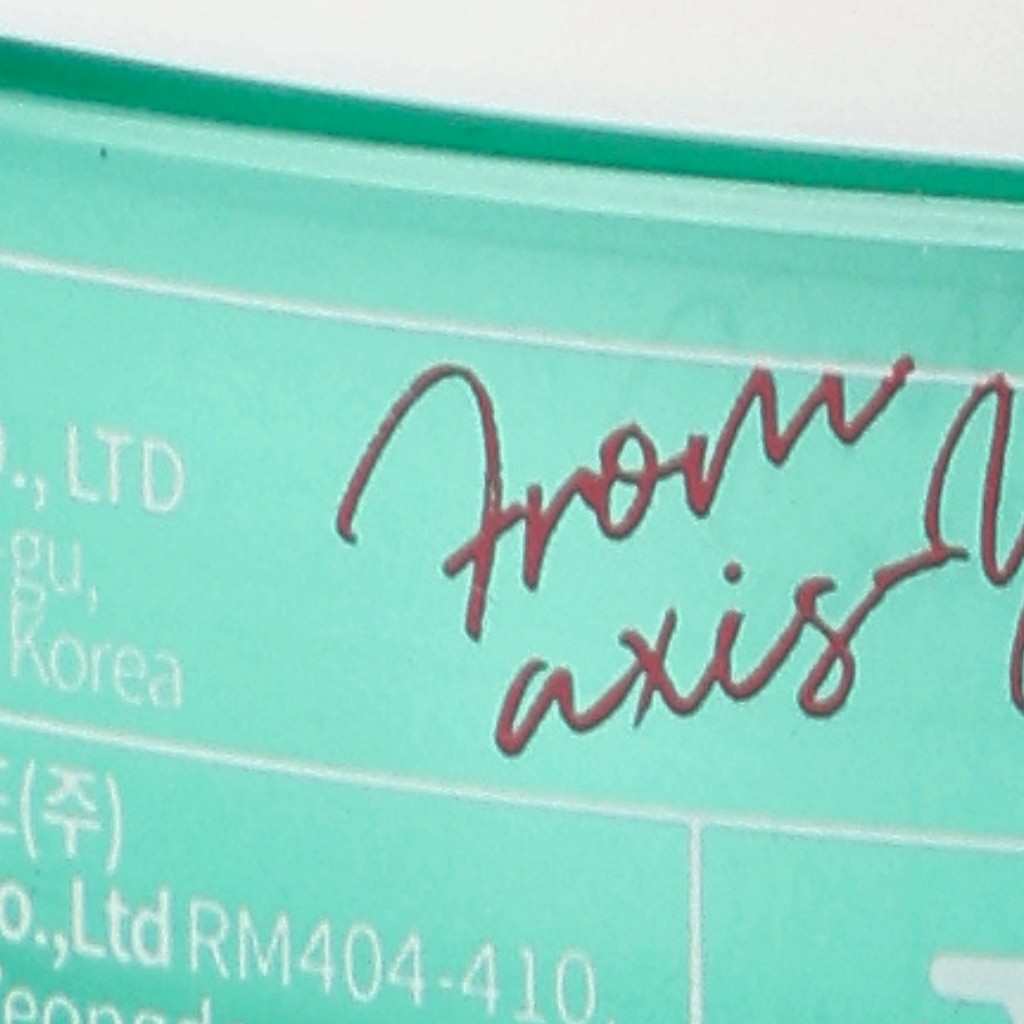 ., LTD
gu,
Korea
from
axis
(주)
o.,Ltd RM404-410,